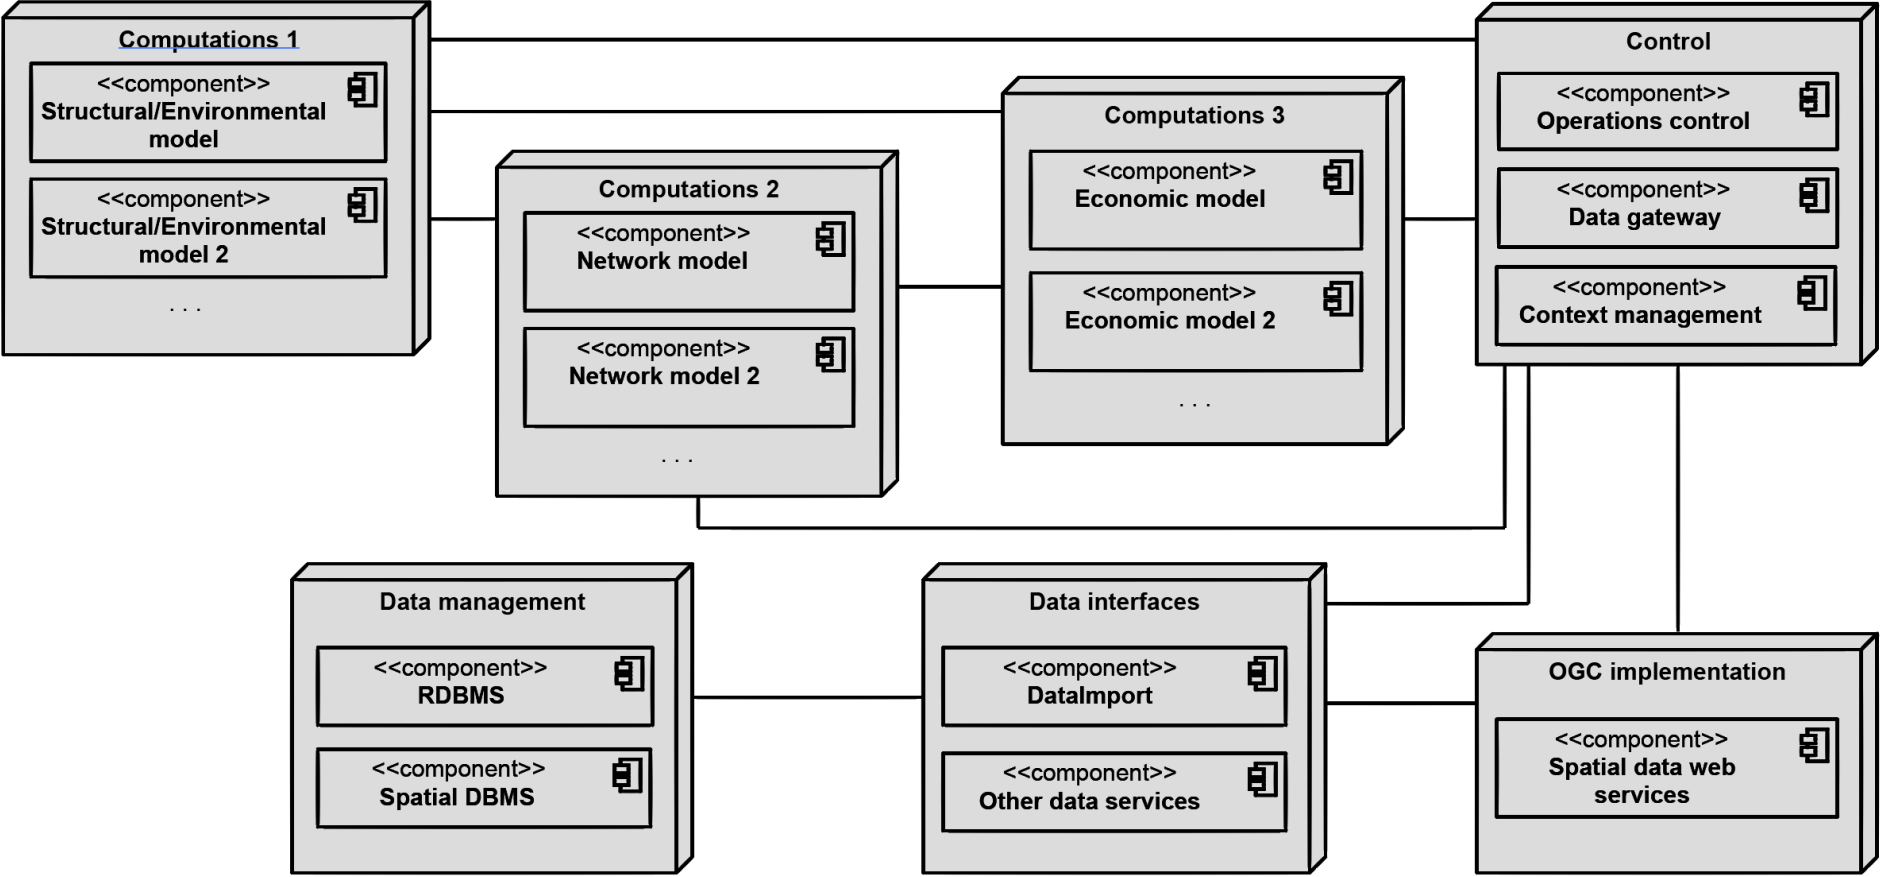 Computations 1
<<component>>
Structural/Environmental
model
<<component>>
Structural/Environmental
model 2
. . .
Computations 2
<<component>>
Network model
<<component>>
Network model 2
. . .
Computations 3
<<component>>
Economic model
<<component>>
Economic model 2
. . .
Control
<<component>>
Operations control
<<component>>
Data gateway
<<component>>
Context management
Data management
<<component>>
RDBMS
<<component>>
Spatial DBMS
Data interfaces
<<component>>
DataImport
<<component>>
Other data services
OGC implementation
<<component>>
Spatial data web
services